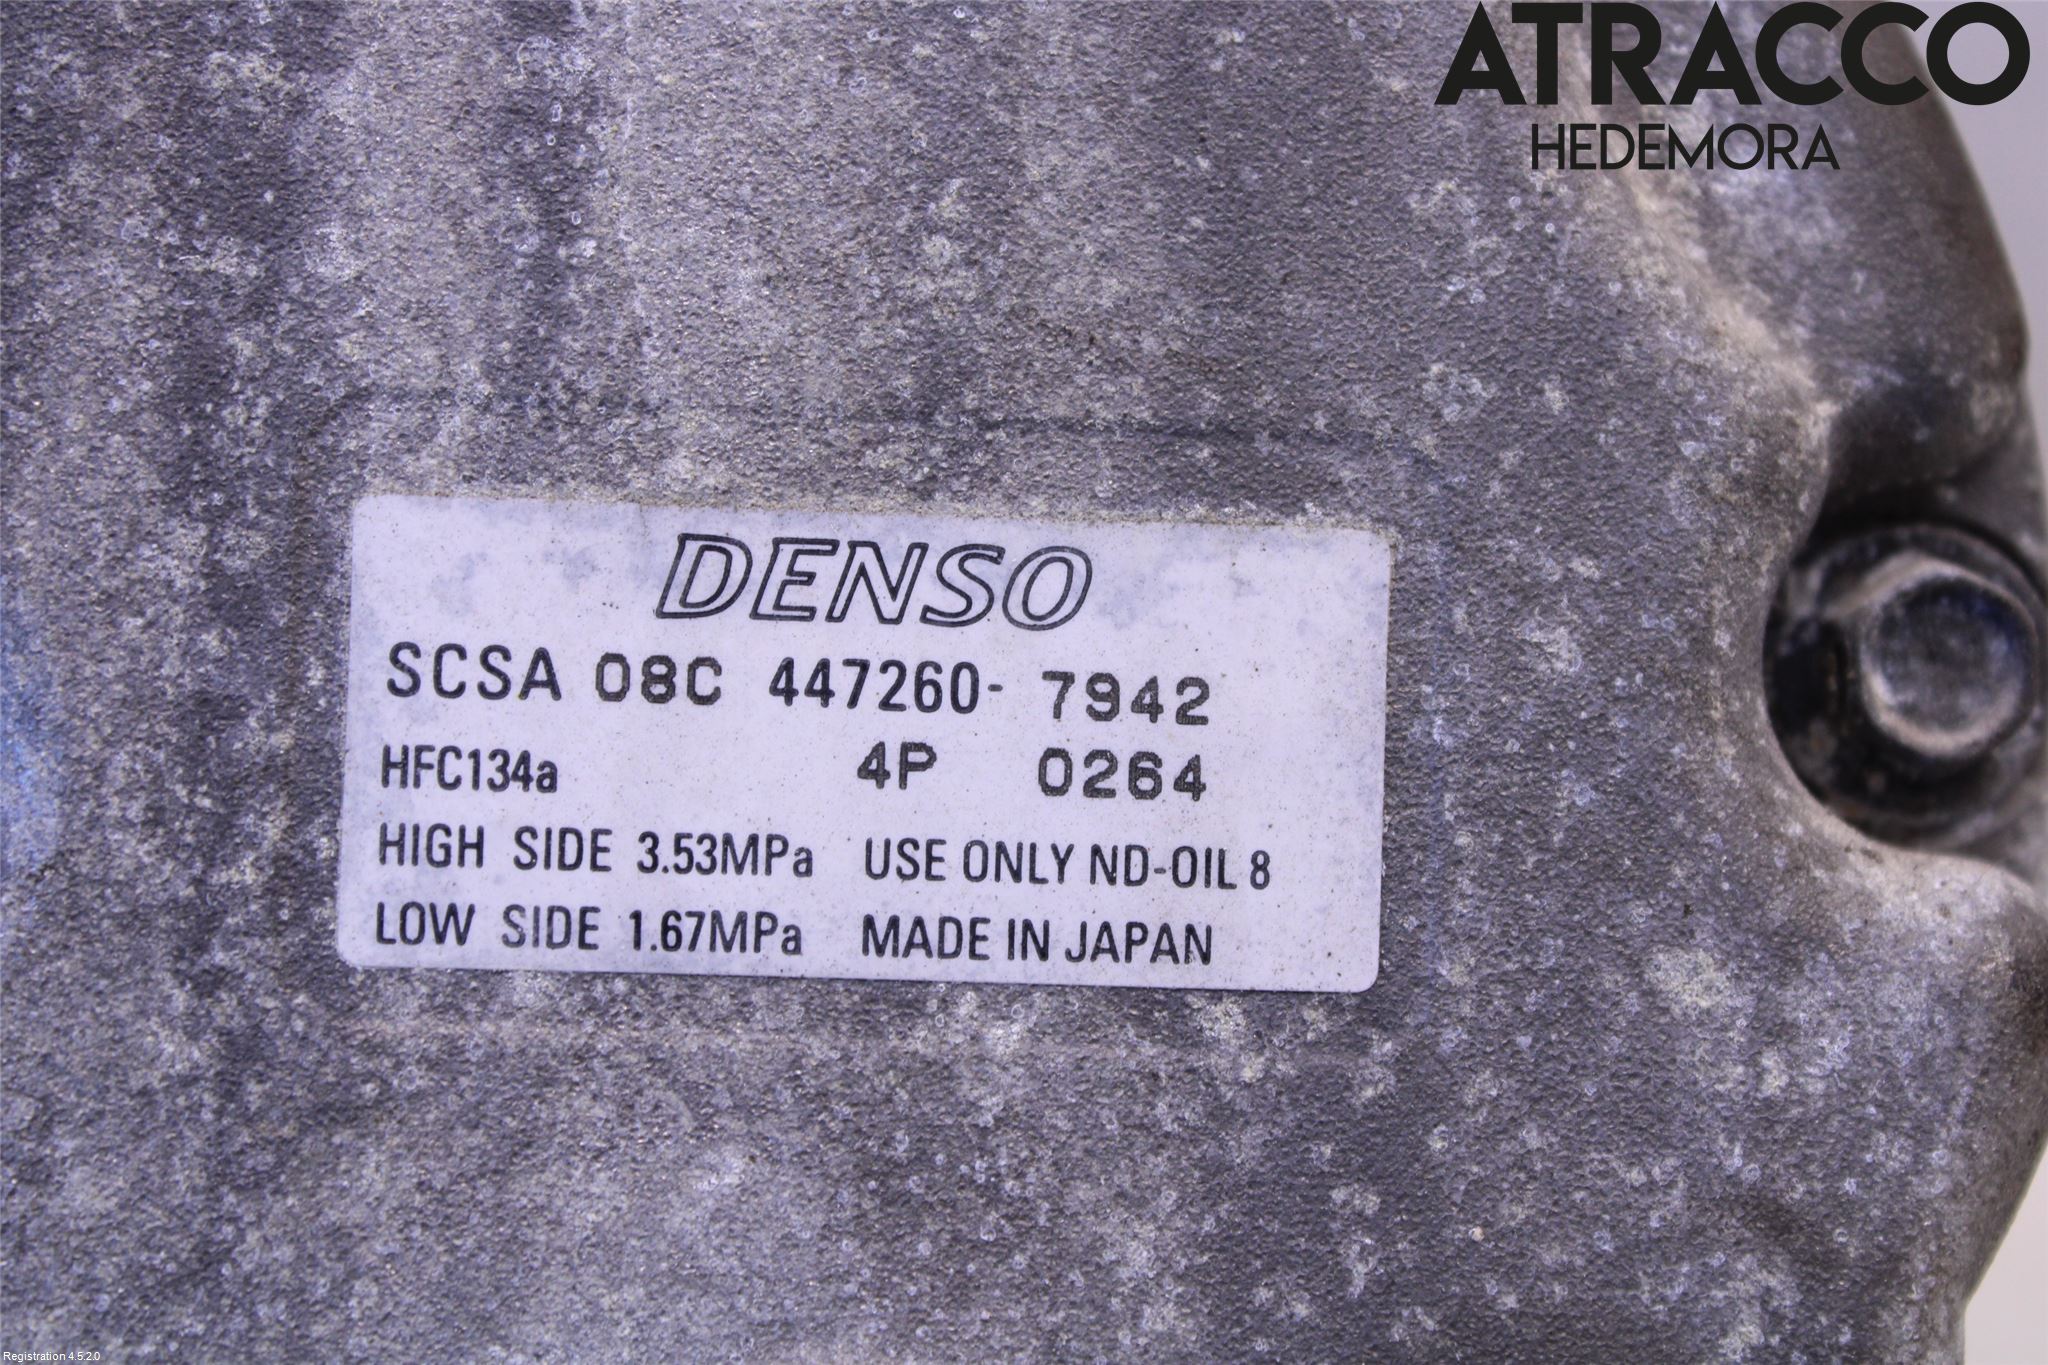 ATRACCO
HEDEMORA
DENSO
SCSA 08C 447260- 7942
HFC134a 4P 0264
HIGH SIDE 3.53MPa USE ONLY ND-OIL 8
LOW SIDE 1.67MPa MADE IN JAPAN
Registration 4.5.2.0